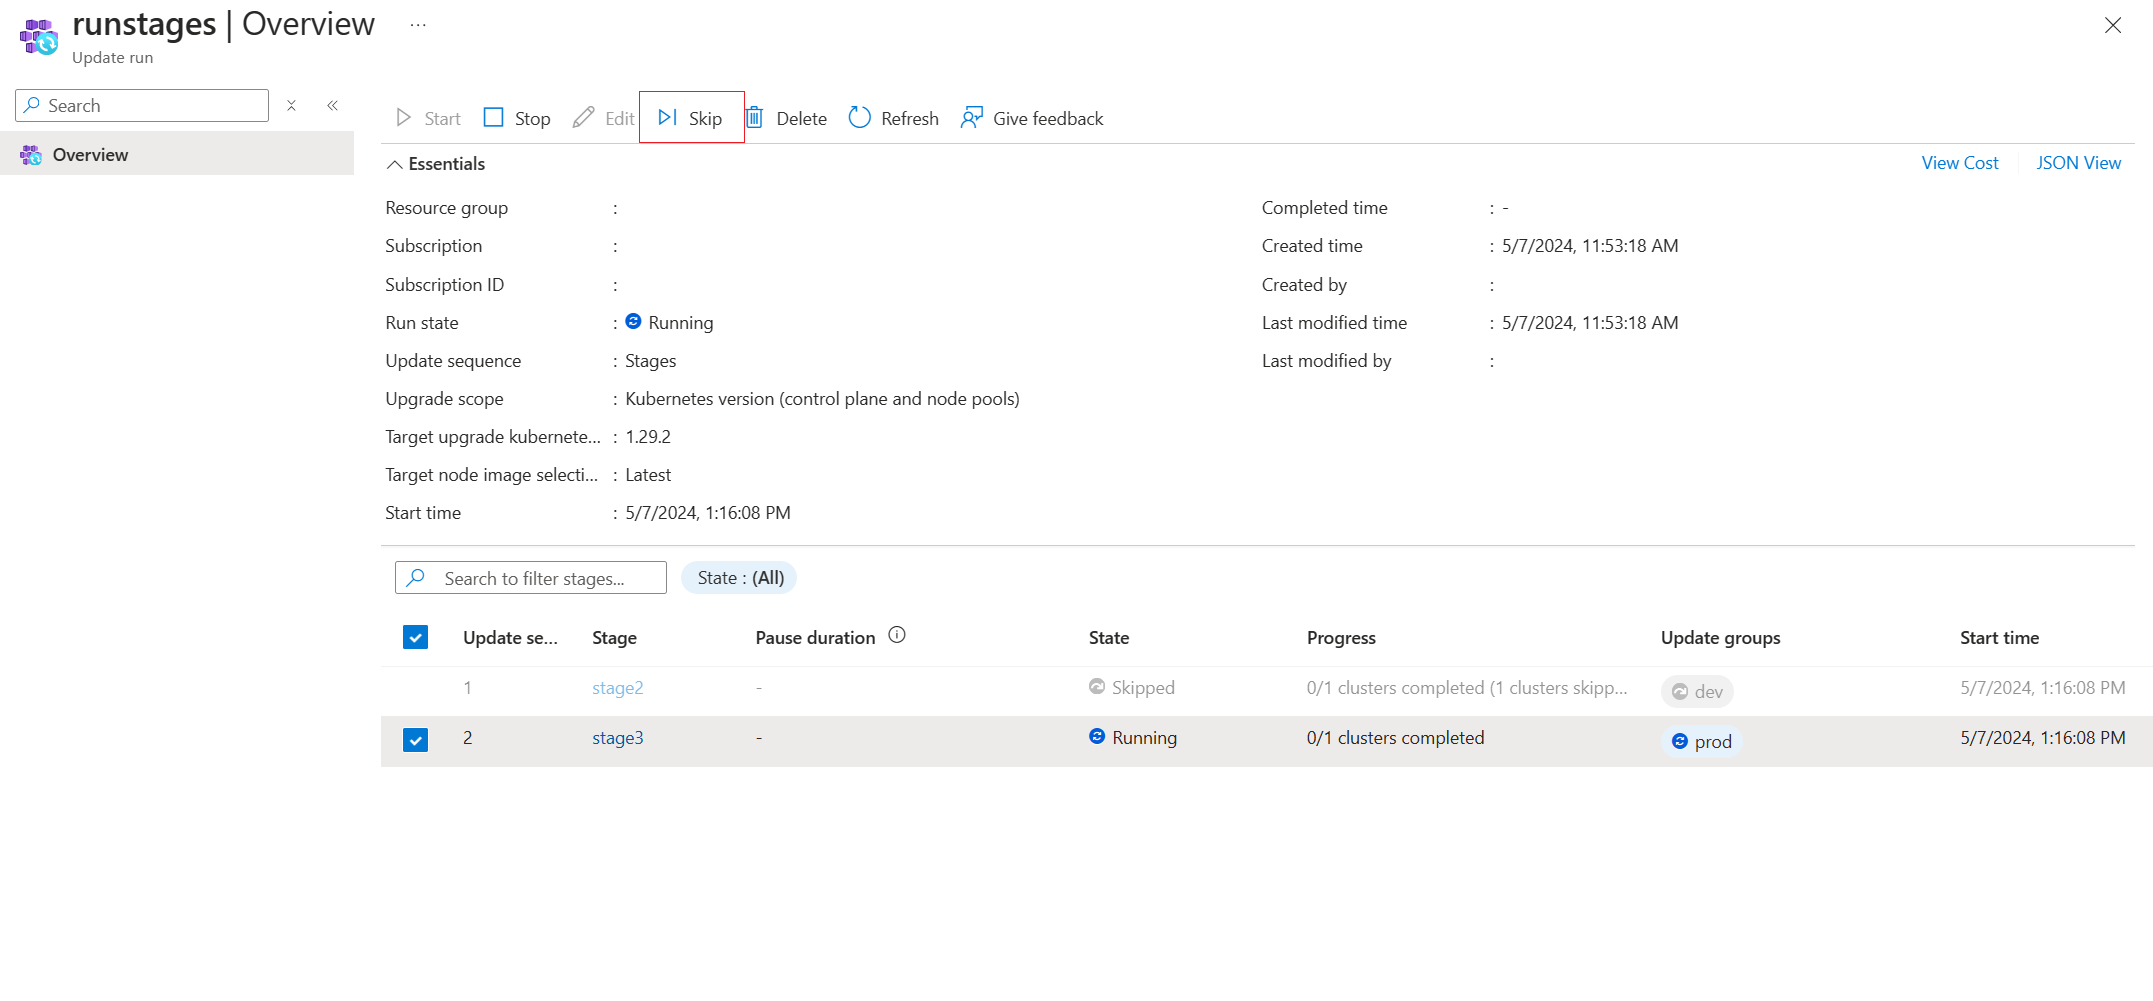 runstages | Overview ...
Update run
Search
Overview
Start Stop Edit Skip Delete Refresh Give feedback
Essentials
View Cost JSON View
Resource group :
Subscription :
Subscription ID :
Run state : Running
Update sequence : Stages
Upgrade scope : Kubernetes version (control plane and node pools)
Target upgrade kubernete... : 1.29.2
Target node image selecti... : Latest
Start time : 5/7/2024, 1:16:08 PM
Completed time : -
Created time : 5/7/2024, 11:53:18 AM
Created by :
Last modified time : 5/7/2024, 11:53:18 AM
Last modified by :
Search to filter stages... State : (All)
Update se... Stage Pause duration State Progress Update groups Start time
1 stage2 - Skipped 0/1 clusters completed (1 clusters skipp... dev 5/7/2024, 1:16:08 PM
2 stage3 - Running 0/1 clusters completed prod 5/7/2024, 1:16:08 PM